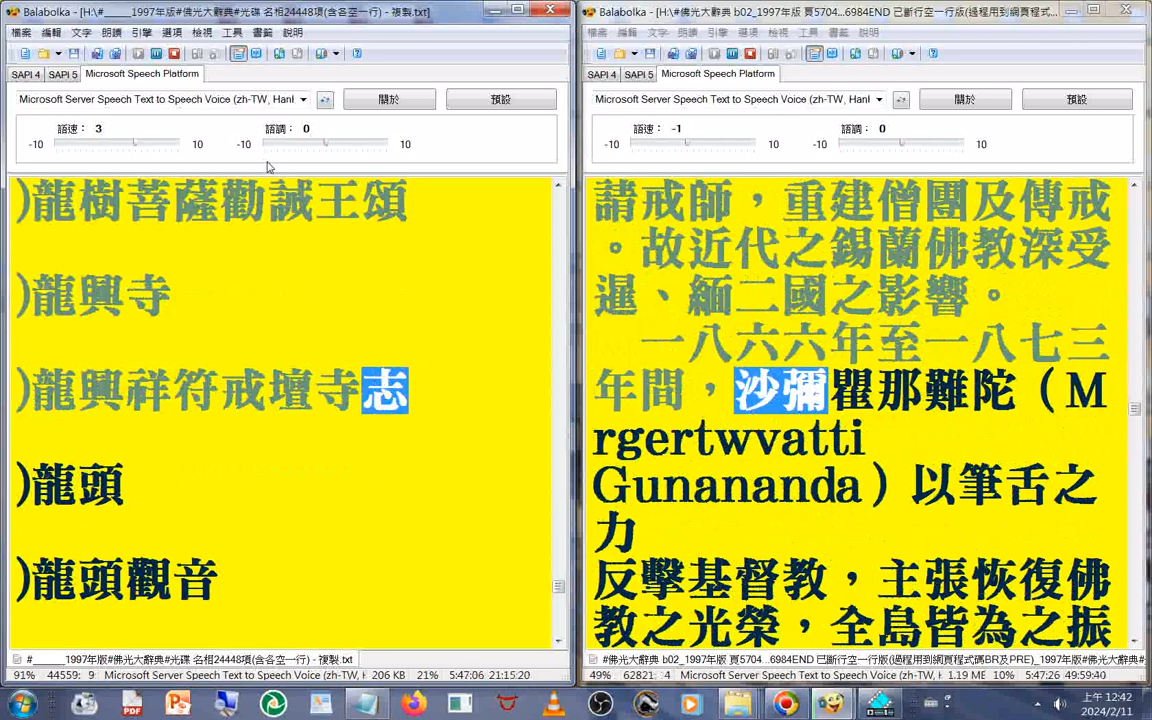 Balabolka - [H:\#_____1997年版#佛光大辭典#光碟 名相24448項(含各空一行) - 複製.txt]
檔案 編輯 文字 朗讀 引擎 選項 檢視 工具 書籤 說明
SAPI 4 SAPI 5 Microsoft Speech Platform
Microsoft Server Speech Text to Speech Voice (zh-TW, Hanl
關於 預設
語速： 3 語調： 0
-10 10 -10 10
)龍樹菩薩勸誡王頌
)龍興寺
)龍興祥符戒壇寺志
)龍頭
)龍頭觀音
#_____1997年版#佛光大辭典#光碟 名相24448項(含各空一行) - 複製.txt
91% 44559: 9 Microsoft Server Speech Text to Speech Voice (zh-TW, H 206 KB 21% 5:47:06 21:15:20
Balabolka - [H:\#佛光大辭典 b02_1997年版 頁5704...6984END 已斷行空一行版(過程用到網頁程式...
檔案 編輯 文字 朗讀 引擎 選項 檢視 工具 書籤 說明
SAPI 4 SAPI 5 Microsoft Speech Platform
Microsoft Server Speech Text to Speech Voice (zh-TW, Hanl
關於 預設
語速： -1 語調： 0
-10 10 -10 10
請戒師，重建僧團及傳戒
。故近代之錫蘭佛教深受
暹、緬二國之影響。
一八六六年至一八七三
年間，沙彌瞿那難陀（M
rgertwvatti
Gunananda）以筆舌之
力
反擊基督教，主張恢復佛
教之光榮，全島皆為之振
#佛光大辭典 b02_1997年版 頁5704...6984END 已斷行空一行版(過程用到網頁程式碼BR及PRE)_1997年版#佛光大辭典#
49% 62821: 4 Microsoft Server Speech Text to Speech Voice (zh-TW, H 1.19 ME 10% 5:47:26 49:59:40
上午 12:42
2024/2/11